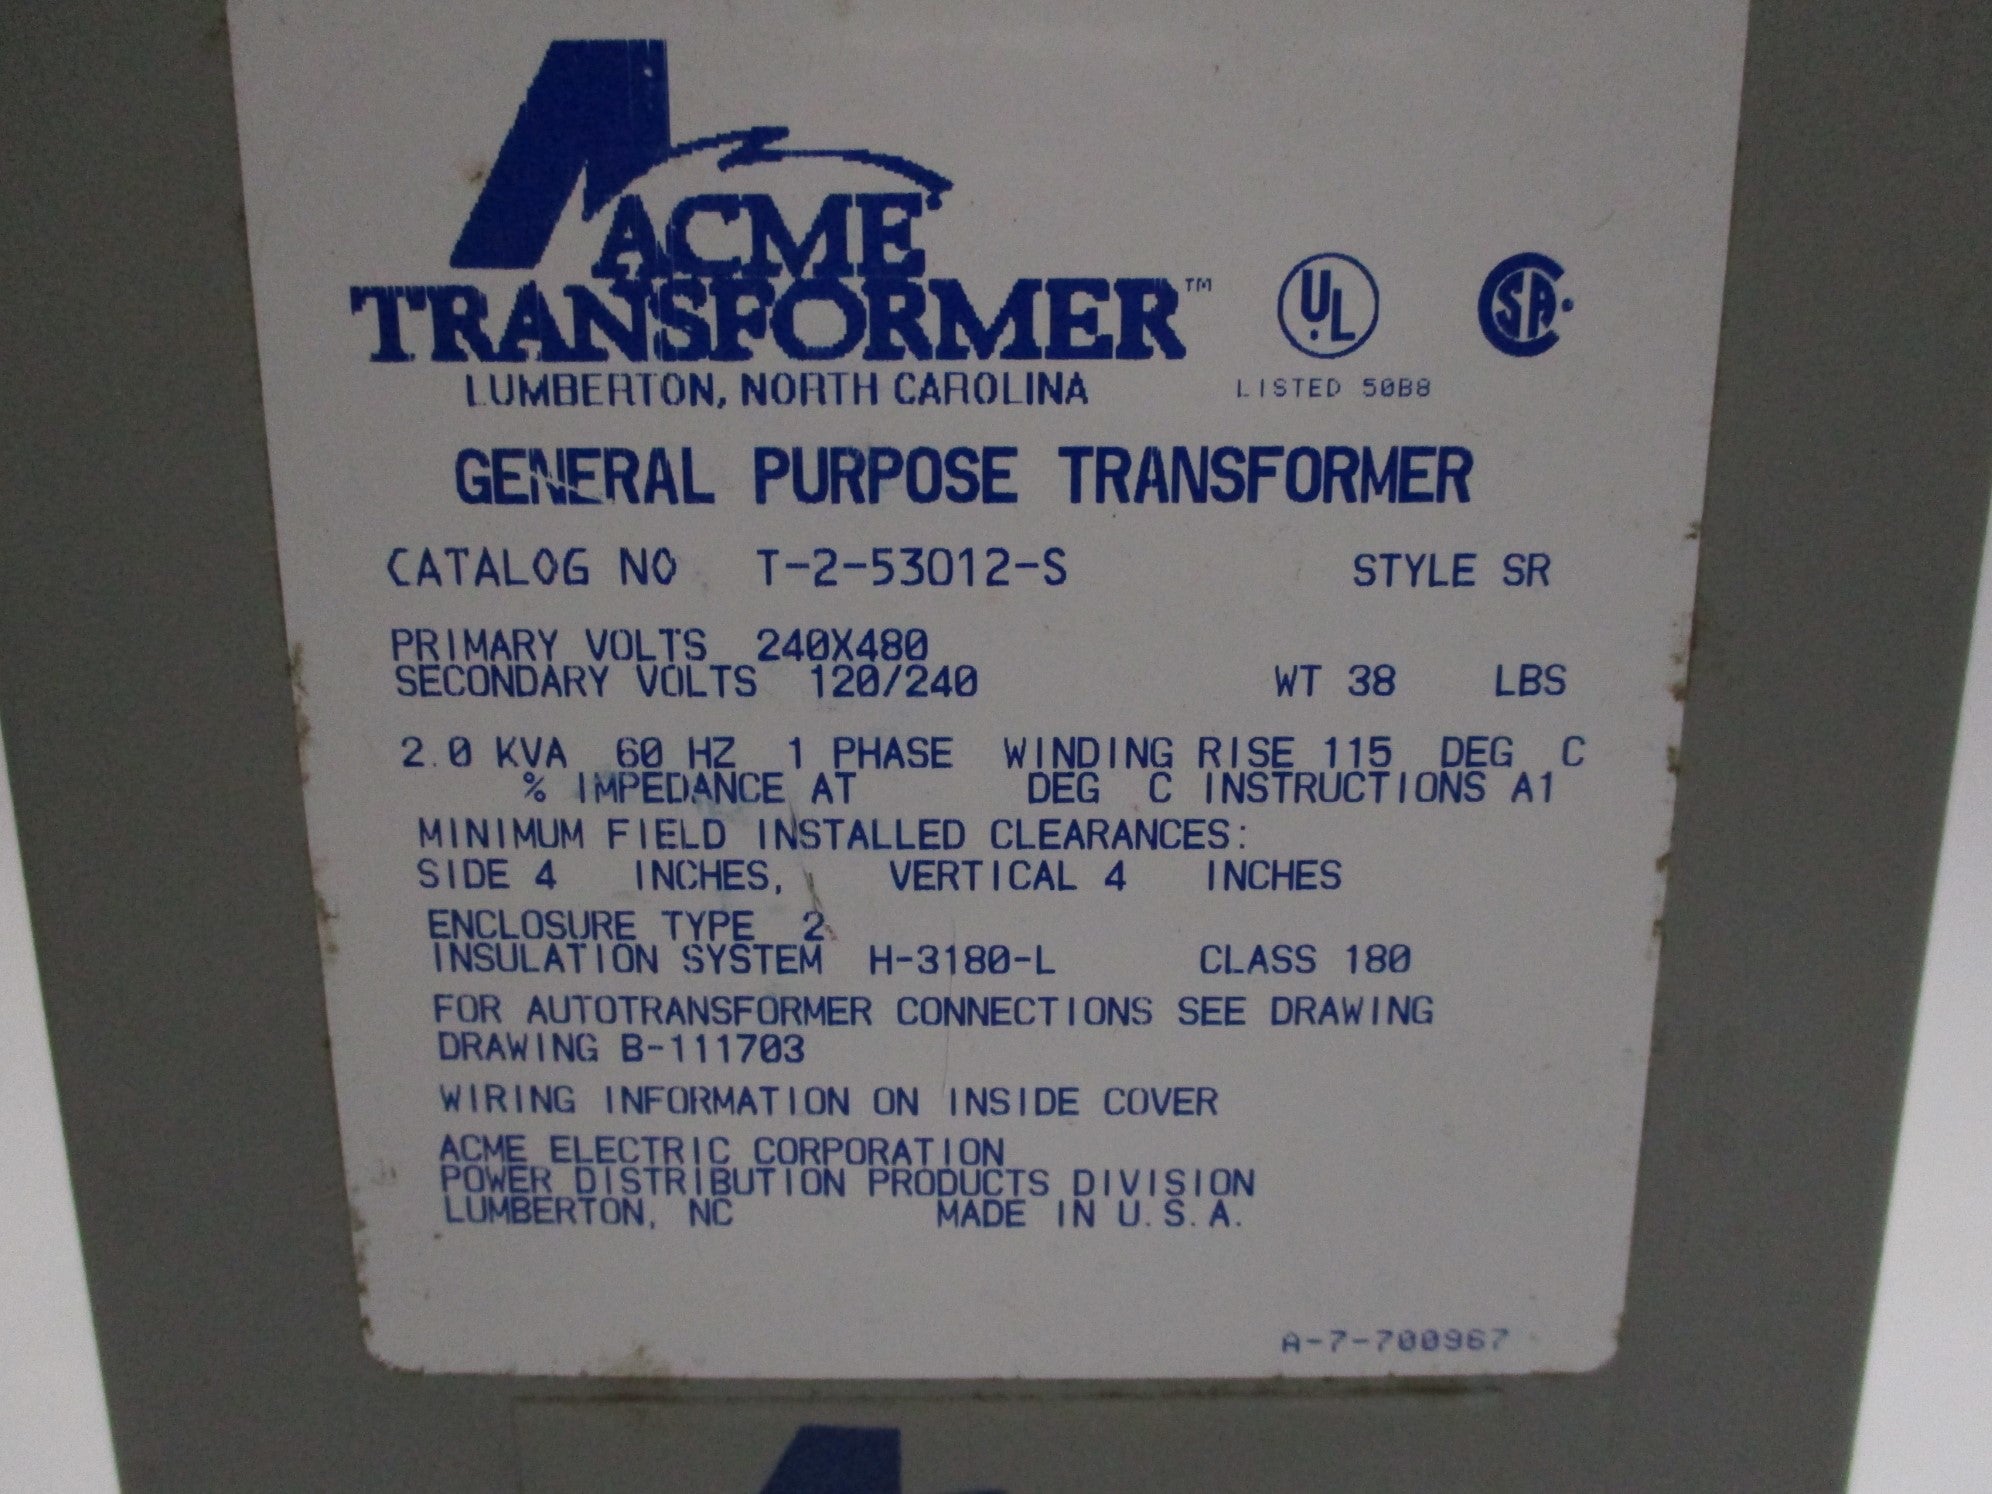 ACME
TRANSFORMER™
LUMBERTON, NORTH CAROLINA
UL
LISTED 50B8
CSA
GENERAL PURPOSE TRANSFORMER
CATALOG NO T-2-53012-S STYLE SR
PRIMARY VOLTS 240X480
SECONDARY VOLTS 120/240 WT 38 LBS
2.0 KVA 60 HZ 1 PHASE WINDING RISE 115 DEG C
% IMPEDANCE AT DEG C INSTRUCTIONS A1
MINIMUM FIELD INSTALLED CLEARANCES:
SIDE 4 INCHES, VERTICAL 4 INCHES
ENCLOSURE TYPE 2
INSULATION SYSTEM H-3180-L CLASS 180
FOR AUTOTRANSFORMER CONNECTIONS SEE DRAWING
DRAWING B-111703
WIRING INFORMATION ON INSIDE COVER
ACME ELECTRIC CORPORATION
POWER DISTRIBUTION PRODUCTS DIVISION
LUMBERTON, NC MADE IN U.S.A.
A-7-700967